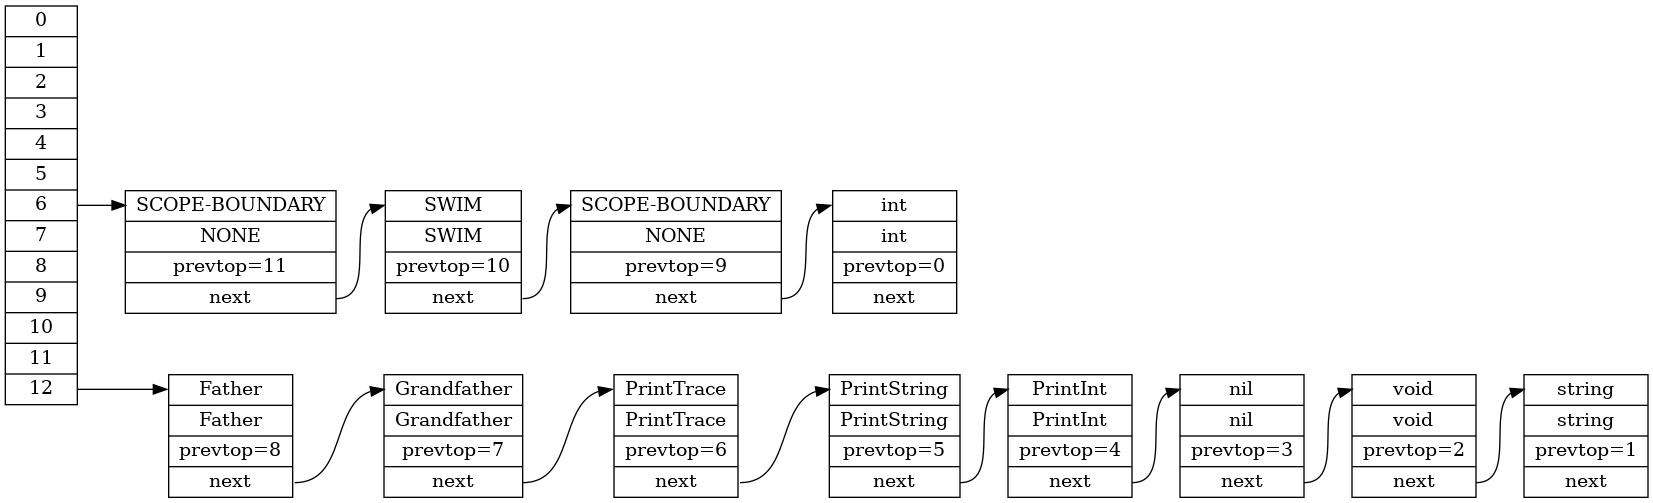 0
1
2
3
4
5
6
7
8
9
10
11
12
SCOPE-BOUNDARY
NONE
prevtop=11
next
SWIM
SWIM
prevtop=10
next
SCOPE-BOUNDARY
NONE
prevtop=9
next
int
int
prevtop=0
next
Father
Father
prevtop=8
next
Grandfather
Grandfather
prevtop=7
next
PrintTrace
PrintTrace
prevtop=6
next
PrintString
PrintString
prevtop=5
next
PrintInt
PrintInt
prevtop=4
next
nil
nil
prevtop=3
next
void
void
prevtop=2
next
string
string
prevtop=1
next